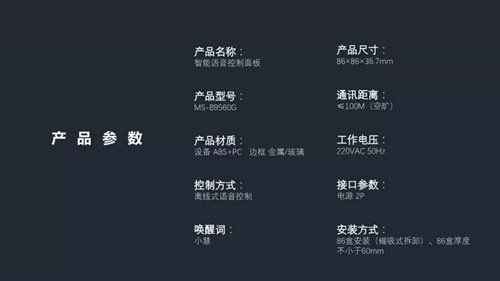 产品参数
产品名称：
智能语音控制面板
产品型号：
MS-B9560G
产品材质：
设备 ABS+PC 边框 金属/玻璃
控制方式：
离线式语音控制
唤醒词：
小慧
产品尺寸：
86×86×36.7mm
通讯距离：
≤100M（空旷）
工作电压：
220VAC 50Hz
接口参数：
电源 2P
安装方式：
86盒安装（磁吸式拆卸）、86盒厚度
不小于60mm